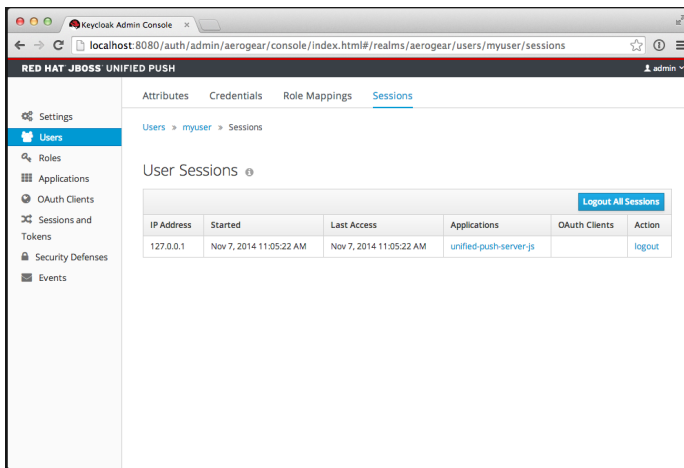 Keycloak Admin Console ×
localhost:8080/auth/admin/aerogear/console/index.html#/realms/aerogear/users/myuser/sessions
RED HAT JBOSS UNIFIED PUSH
admin
Attributes Credentials Role Mappings Sessions
Settings
Users
Roles
Applications
OAuth Clients
Sessions and
Tokens
Security Defenses
Events
Users » myuser » Sessions
User Sessions
Logout All Sessions
IP Address Started Last Access Applications OAuth Clients Action
127.0.0.1 Nov 7, 2014 11:05:22 AM Nov 7, 2014 11:05:22 AM unified-push-server-js logout